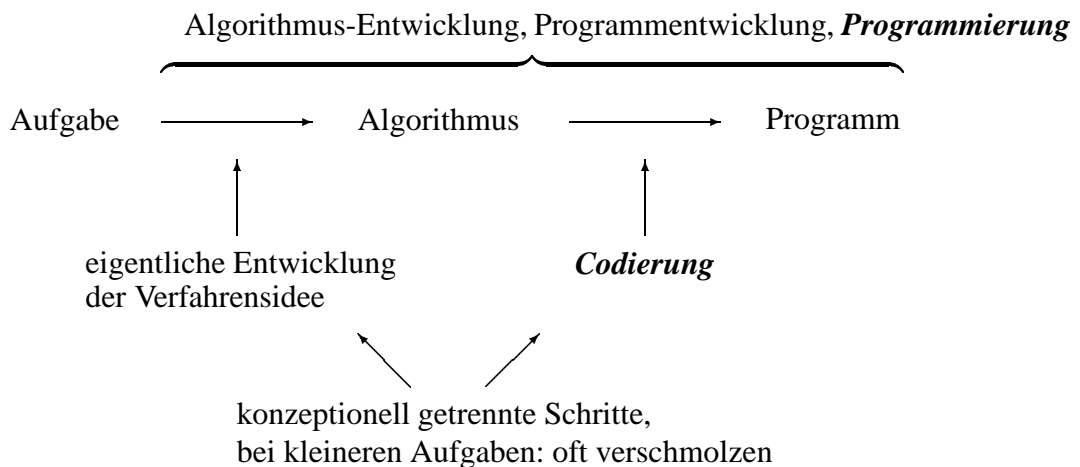 Algorithmus-Entwicklung, Programmentwicklung, Programmierung
Aufgabe
Algorithmus
Programm
eigentliche Entwicklung
der Verfahrensidee
Codierung
konzeptionell getrennte Schritte,
bei kleineren Aufgaben: oft verschmolzen